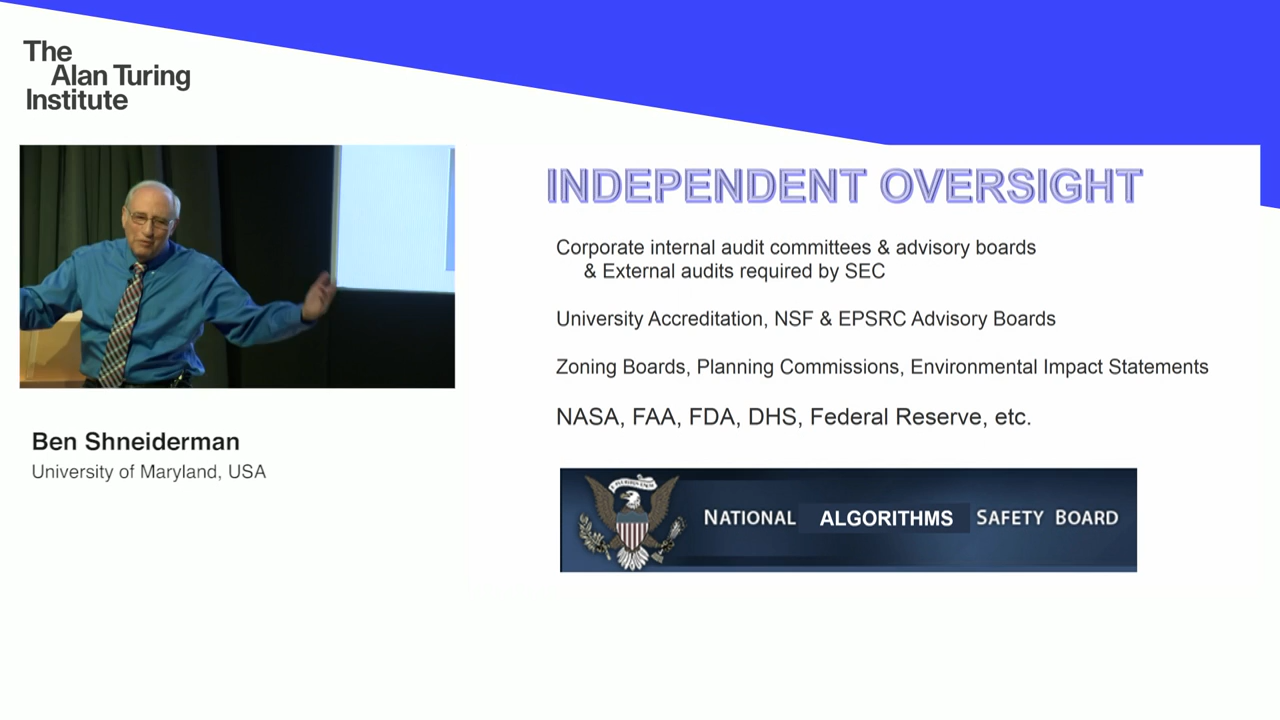 The
Alan Turing
Institute
INDEPENDENT OVERSIGHT
Corporate internal audit committees & advisory boards
& External audits required by SEC
University Accreditation, NSF & EPSRC Advisory Boards
Zoning Boards, Planning Commissions, Environmental Impact Statements
NASA, FAA, FDA, DHS, Federal Reserve, etc.
NATIONAL ALGORITHMS SAFETY BOARD
Ben Shneiderman
University of Maryland, USA